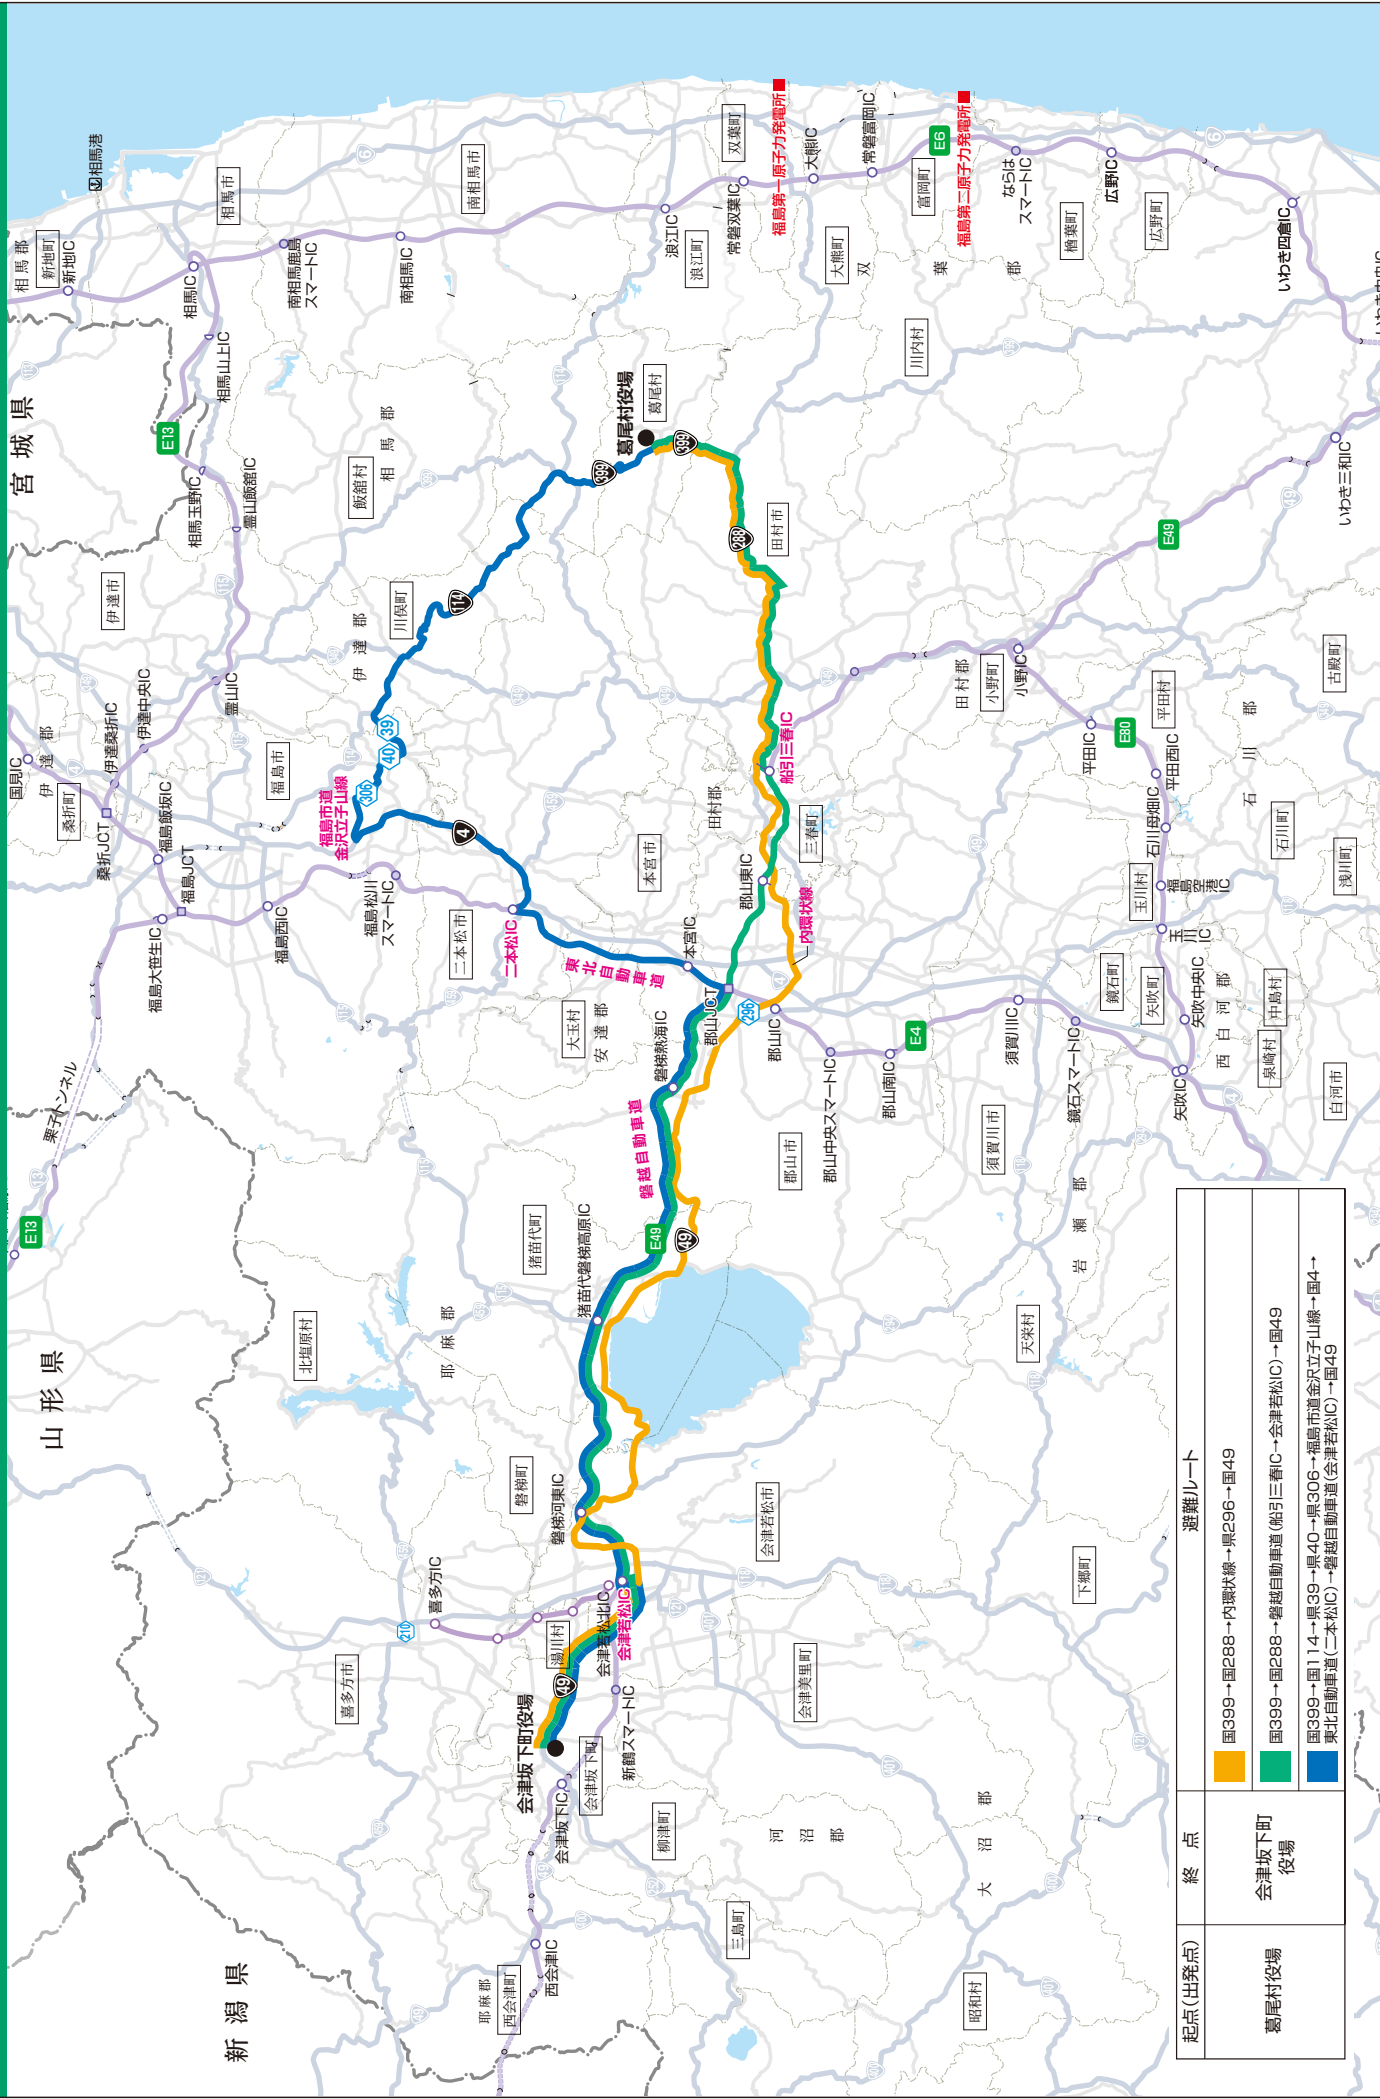 宮城県
山形県
新潟県
相馬港
相馬郡
新地町
新地IC
相馬市
相馬IC
南相馬鹿島
スマートIC
南相馬市
南相馬IC
相馬山上IC
E13
相馬玉野IC
霊山飯舘IC
飯舘村
相馬郡
伊達市
霊山IC
伊達中央IC
伊達桑折IC
国見IC
伊達郡
桑折町
桑折JCT
福島飯坂IC
福島JCT
福島大笹生IC
福島西IC
福島市
福島市道
金沢立子山線
福島松川
スマートIC
伊達郡
川俣町
306
40
39
114
399
4
二本松市
二本松IC
東北自動車道
本宮市
本宮IC
大玉村
安達郡
栗子トンネル
E13
双葉町
常磐双葉IC
浪江IC
浪江町
福島第一原子力発電所
大熊IC
大熊町
常磐富岡IC
E6
富岡町
福島第二原子力発電所
ならは
スマートIC
楢葉町
双葉郡
広野IC
広野町
いわき四倉IC
川内村
葛尾村役場
葛尾村
399
288
田村市
E49
いわき三和IC
田村郡
小野町
小野IC
船引三春IC
田村郡
三春町
郡山東IC
内環状線
郡山JCT
296
郡山IC
郡山中央スマートIC
郡山南IC
E4
郡山市
磐梯熱海IC
磐越自動車道
E49
49
猪苗代町
猪苗代磐梯高原IC
耶麻郡
北塩原村
磐梯町
磐梯河東IC
会津若松市
会津若松IC
会津若松北IC
湯川村
210
喜多方IC
喜多方市
49
会津坂下町役場
会津坂下町
会津坂下IC
新鶴スマートIC
会津美里町
柳津町
河沼郡
三島町
大沼郡
昭和村
下郷町
天栄村
岩瀬郡
須賀川市
須賀川IC
鏡石スマートIC
鏡石町
矢吹町
矢吹IC
矢吹中央IC
西白河郡
泉崎村
中島村
白河市
玉川IC
玉川村
福島空港IC
石川母畑IC
平田西IC
平田IC
E80
平田村
石川郡
石川町
浅川町
古殿町
耶麻郡
西会津町
西会津IC
起点(出発点)
終点
避難ルート
葛尾村役場
会津坂下町
役場
国399→国288→内環状線→県296→国49
国399→国288→磐越自動車道(船引三春IC→会津若松IC)→国49
国399→国114→県39→県40→県306→福島市道金沢立子山線→国4→
東北自動車道(二本松IC)→磐越自動車道(会津若松IC)→国49